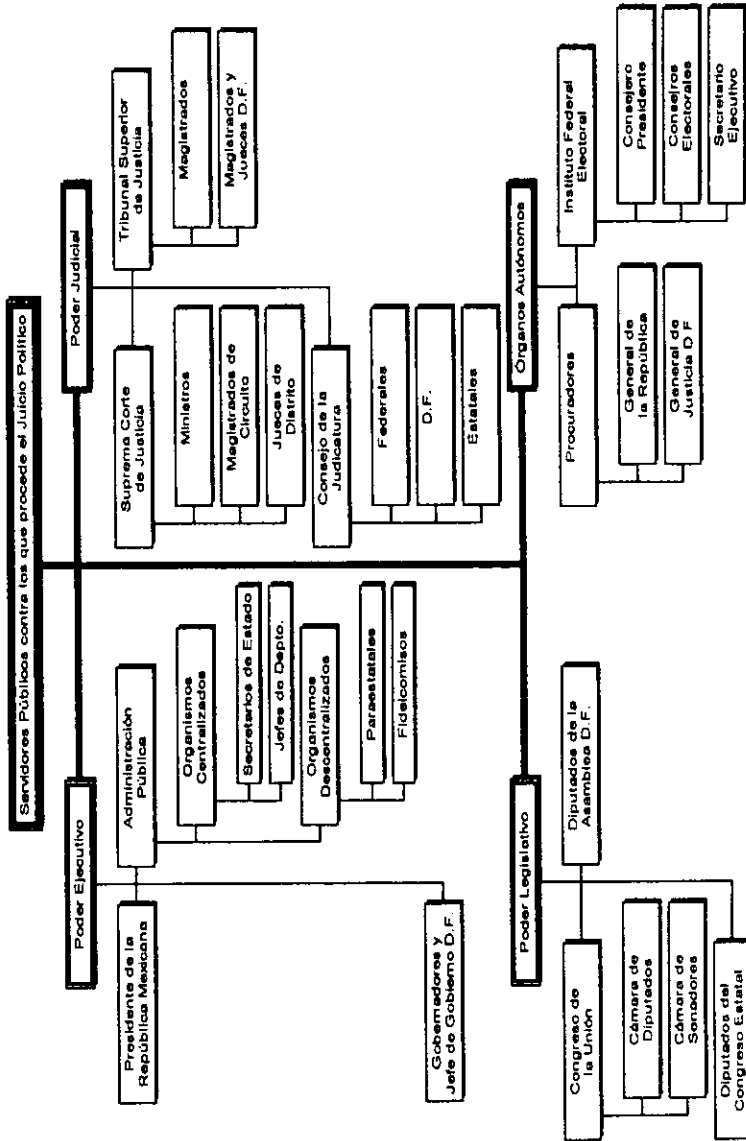 Servidores Públicos contra los que procede el Juicio Político
Poder Ejecutivo
Presidente de la
República Mexicana
Administración
Pública
Organismos
Centralizados
Secretarios de Estado
Jefes de Depto.
Organismos
Descentralizados
Paraestatales
Fideicomisos
Gobernadores y
Jefe de Gobierno D.F.
Poder Judicial
Suprema Corte
de Justicia
Ministros
Magistrados de
Circuito
Jueces de
Distrito
Tribunal Superior
de Justicia
Magistrados
Magistrados y
Jueces D.F.
Consejo de la
Judicatura
Federales
D.F.
Estatales
Poder Legislativo
Congreso de
la Unión
Cámara de
Diputados
Cámara de
Senadores
Diputados de la
Asamblea D.F.
Diputados del
Congreso Estatal
Órganos Autónomos
Procuradores
General de
la República
General de
Justicia D F
Instituto Federal
Electoral
Consejero
Presidente
Consejros
Electorales
Secretario
Ejecutivo